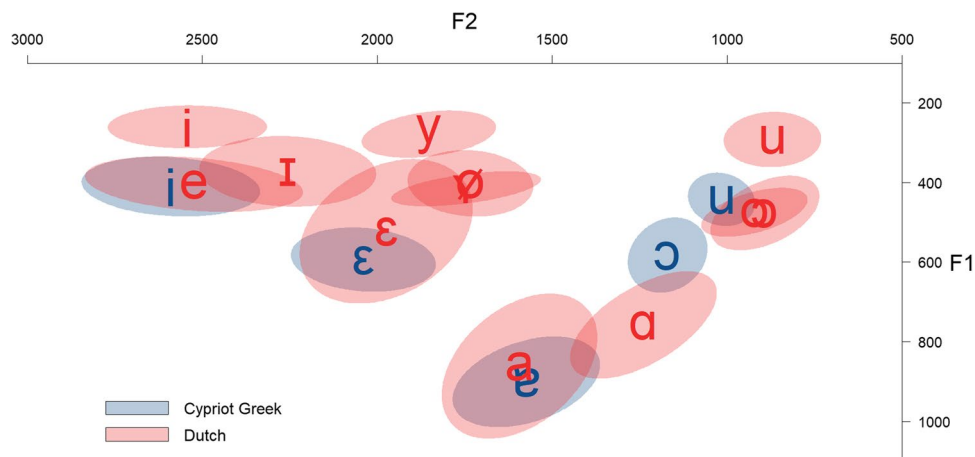 F2
3000 2500 2000 1500 1000 500
200
i y u
ɪ
i e ø 400
u
ɛ
ɛ ɔ 600
F1
ɑ
a 800
ɐ
Cypriot Greek
Dutch 1000